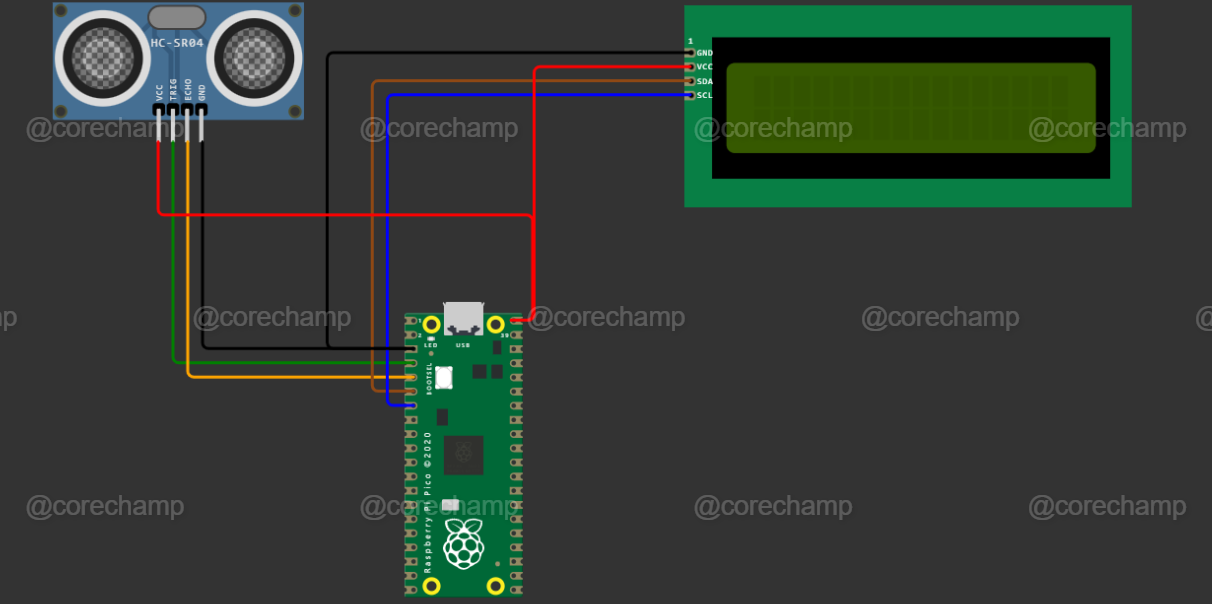 HC-SR04
VCC
TRIG
ECHO
GND
1
GND
VCC
SDA
SCL
@corechamp @corechamp @corechamp @corechamp
@corechamp @corechamp @corechamp
LED
USB
39
BOOTSEL
Raspberry Pi Pico ©2020
@corechamp @corechamp @corechamp @corechamp